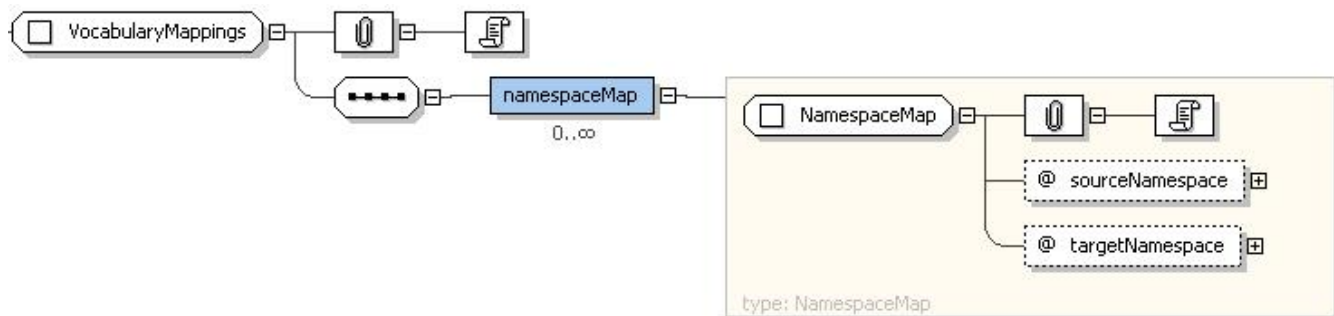 VocabularyMappings
namespaceMap
0..∞
NamespaceMap
@ sourceNamespace
@ targetNamespace
type: NamespaceMap